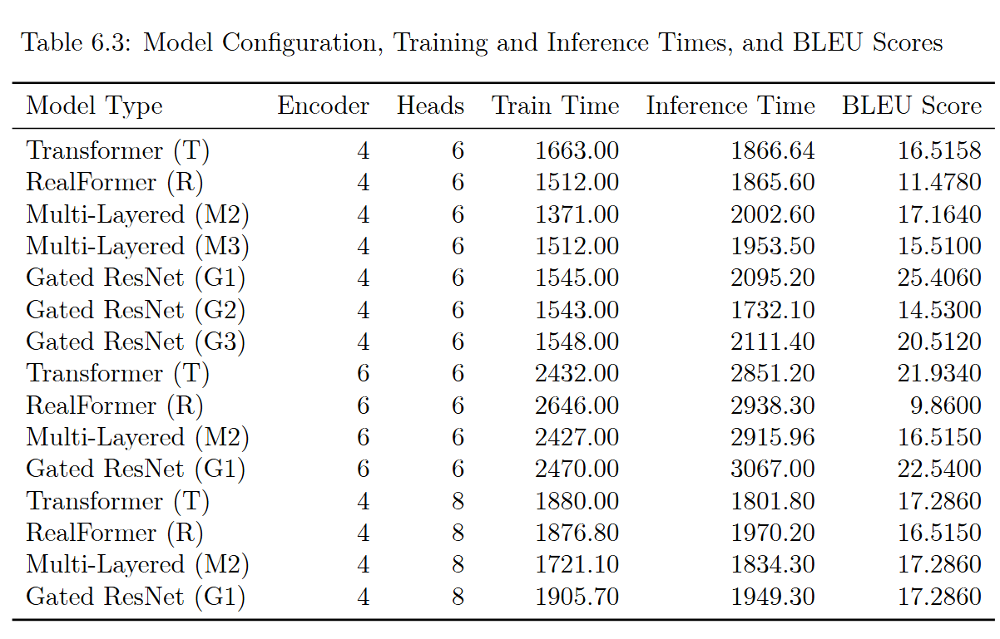 Table 6.3: Model Configuration, Training and Inference Times, and BLEU Scores
Model Type Encoder Heads Train Time Inference Time BLEU Score
Transformer (T) 4 6 1663.00 1866.64 16.5158
RealFormer (R) 4 6 1512.00 1865.60 11.4780
Multi-Layered (M2) 4 6 1371.00 2002.60 17.1640
Multi-Layered (M3) 4 6 1512.00 1953.50 15.5100
Gated ResNet (G1) 4 6 1545.00 2095.20 25.4060
Gated ResNet (G2) 4 6 1543.00 1732.10 14.5300
Gated ResNet (G3) 4 6 1548.00 2111.40 20.5120
Transformer (T) 6 6 2432.00 2851.20 21.9340
RealFormer (R) 6 6 2646.00 2938.30 9.8600
Multi-Layered (M2) 6 6 2427.00 2915.96 16.5150
Gated ResNet (G1) 6 6 2470.00 3067.00 22.5400
Transformer (T) 4 8 1880.00 1801.80 17.2860
RealFormer (R) 4 8 1876.80 1970.20 16.5150
Multi-Layered (M2) 4 8 1721.10 1834.30 17.2860
Gated ResNet (G1) 4 8 1905.70 1949.30 17.2860